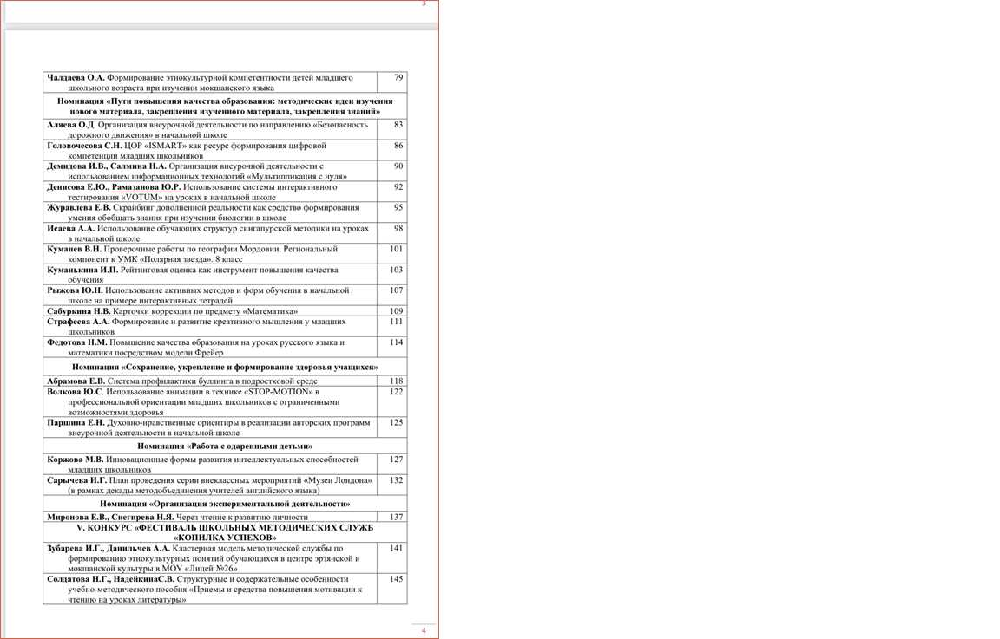 3
Чалдаева О.А. Формирование этнокультурной компетентности детей младшего 79
школьного возраста при изучении мокшанского языка
Номинация «Пути повышения качества образования: методические идеи изучения
нового материала, закрепления изученного материала, закрепления знаний»
Аляева О.Д. Организация внеурочной деятельности по направлению «Безопасность 83
дорожного движения» в начальной школе
Головочесова С.Н. ЦОР «ISMART» как ресурс формирования цифровой 86
компетенции младших школьников
Демидова И.В., Салмина Н.А. Организация внеурочной деятельности с 90
использованием информационных технологий «Мультипликация с нуля»
Денисова Е.Ю., Рамазанова Ю.Р. Использование системы интерактивного 92
тестирования «VOTUM» на уроках в начальной школе
Журавлева Е.В. Скрайбинг дополненной реальности как средство формирования 95
умения обобщать знания при изучении биологии в школе
Исаева А.А. Использование обучающих структур сингапурской методики на уроках 98
в начальной школе
Куманев В.Н. Проверочные работы по географии Мордовии. Региональный 101
компонент к УМК «Полярная звезда». 8 класс
Куманькина И.П. Рейтинговая оценка как инструмент повышения качества 103
обучения
Рыжова Ю.Н. Использование активных методов и форм обучения в начальной 107
школе на примере интерактивных тетрадей
Сабуркина Н.В. Карточки коррекции по предмету «Математика» 109
Страфеева А.А. Формирование и развитие креативного мышления у младших 111
школьников
Федотова Н.М. Повышение качества образования на уроках русского языка и 114
математики посредством модели Фрейер
Номинация «Сохранение, укрепление и формирование здоровья учащихся»
Абрамова Е.В. Система профилактики буллинга в подростковой среде 118
Волкова Ю.С. Использование анимации в технике «STOP-MOTION» в 122
профессиональной ориентации младших школьников с ограниченными
возможностями здоровья
Паршина Е.Н. Духовно-нравственные ориентиры в реализации авторских программ 125
внеурочной деятельности в начальной школе
Номинация «Работа с одаренными детьми»
Коржова М.В. Инновационные формы развития интеллектуальных способностей 127
младших школьников
Сарычева И.Г. План проведения серии внеклассных мероприятий «Музеи Лондона» 132
(в рамках декады методобъединения учителей английского языка)
Номинация «Организация экспериментальной деятельности»
Миронова Е.В., Снегирева Н.Я. Через чтение к развитию личности 137
V. КОНКУРС «ФЕСТИВАЛЬ ШКОЛЬНЫХ МЕТОДИЧЕСКИХ СЛУЖБ
«КОПИЛКА УСПЕХОВ»
Зубарева И.Г., Данильчев А.А. Кластерная модель методической службы по 141
формированию этнокультурных понятий обучающихся в центре эрзянской и
мокшанской культуры в МОУ «Лицей №26»
Солдатова Н.Г., НадейкинаС.В. Структурные и содержательные особенности 145
учебно-методического пособия «Приемы и средства повышения мотивации к
чтению на уроках литературы»
4